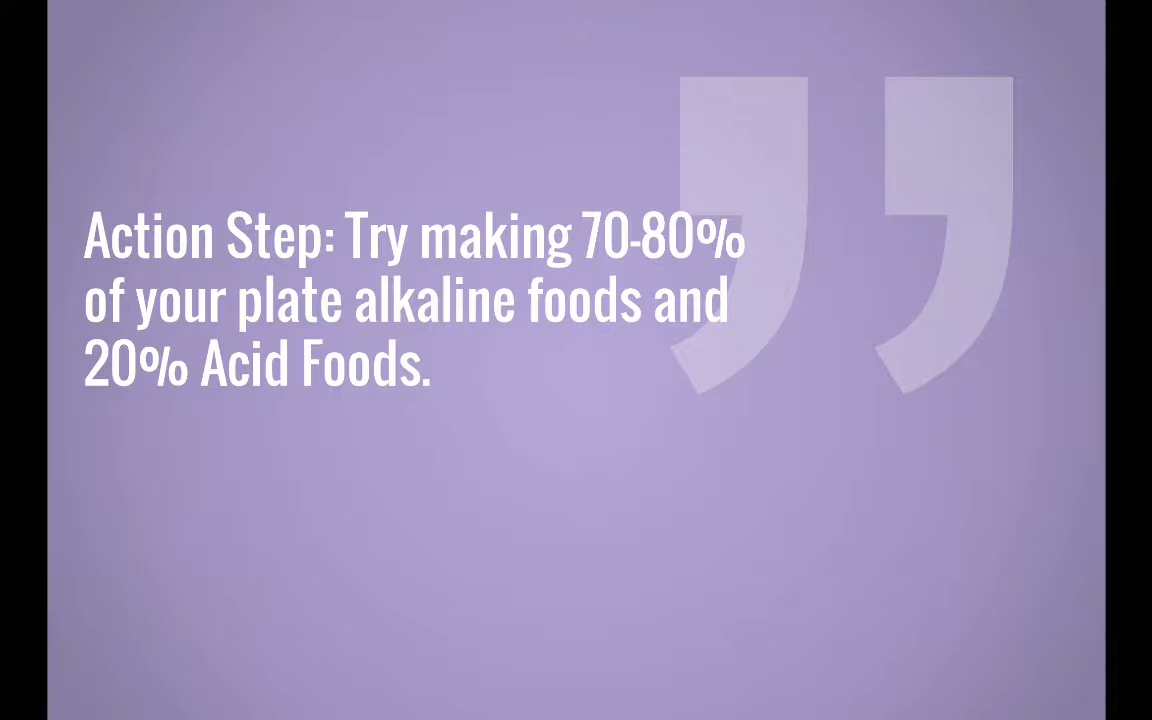 Action Step: Try making 70-80%
of your plate alkaline foods and
20% Acid Foods.